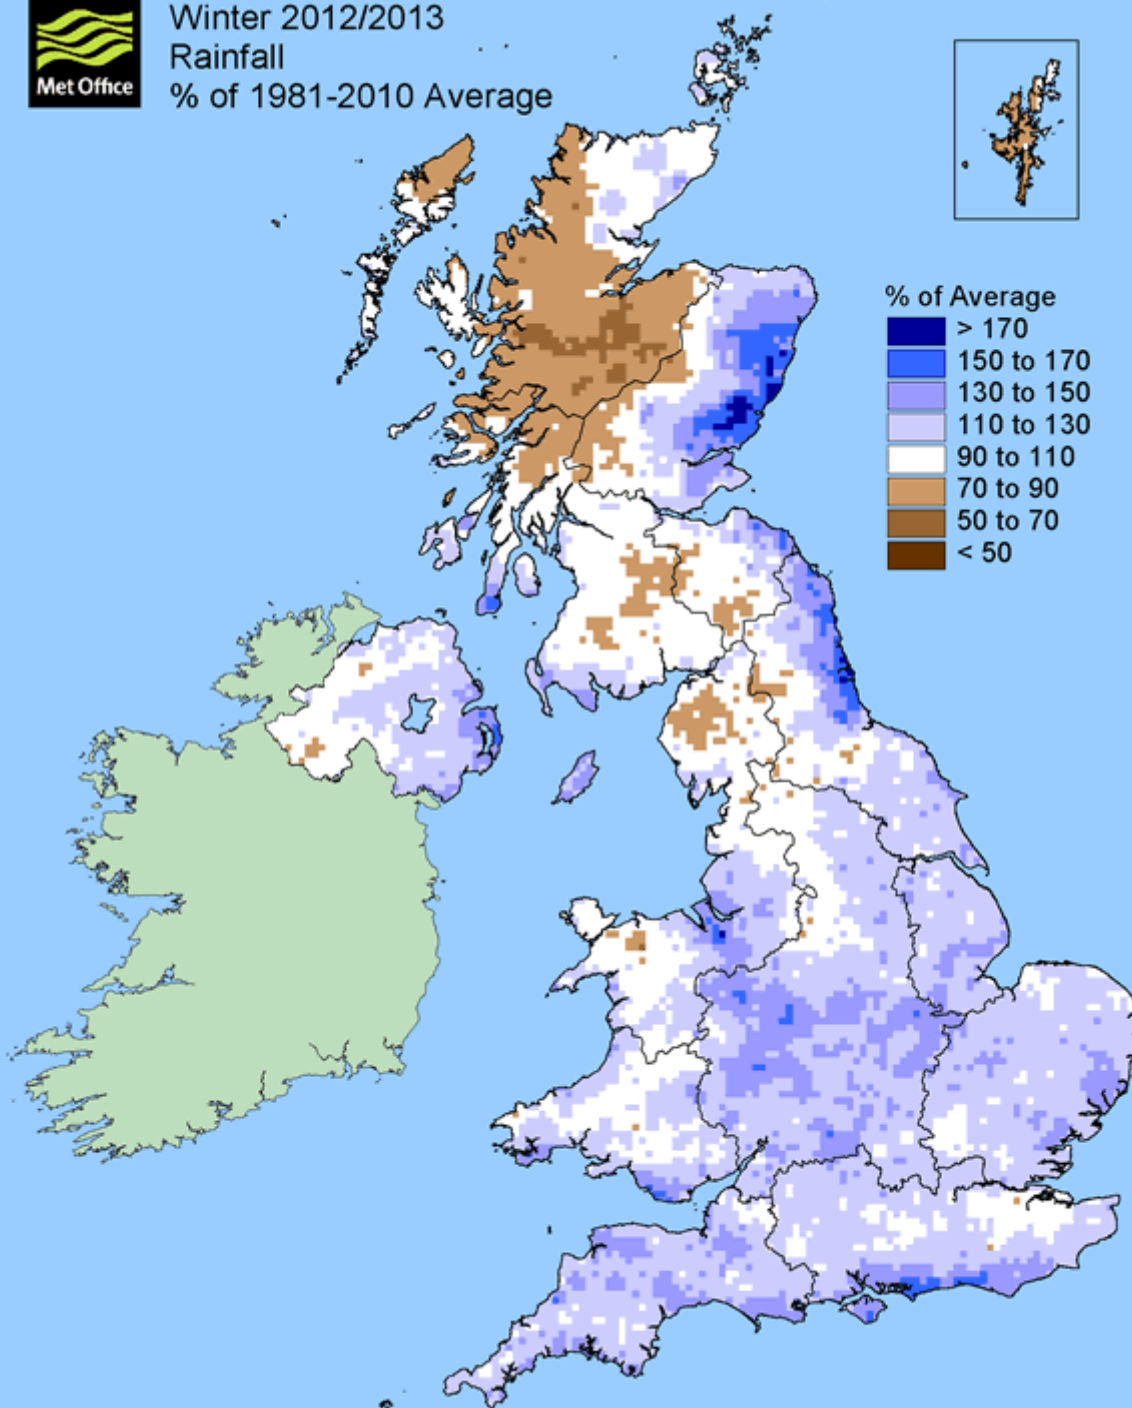 Met Office
Winter 2012/2013
Rainfall
% of 1981-2010 Average
% of Average
> 170
150 to 170
130 to 150
110 to 130
90 to 110
70 to 90
50 to 70
< 50